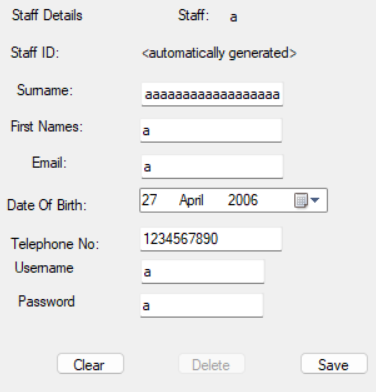 Staff Details Staff: a
Staff ID: <automatically generated>
Surname: aaaaaaaaaaaaaaaaaa
First Names: a
Email: a
Date Of Birth: 27 April 2006
Telephone No: 1234567890
Username a
Password a
Clear Delete Save